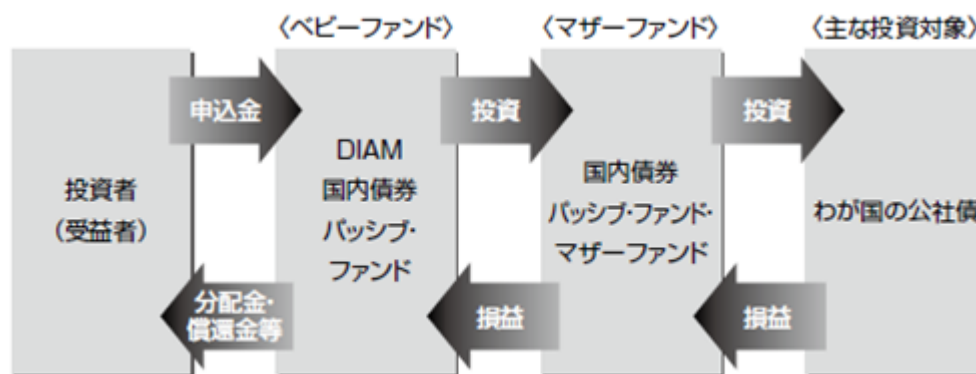 〈ベビーファンド〉
〈マザーファンド〉
〈主な投資対象〉
申込金
投資
投資
投資者
（受益者）
DIAM
国内債券
パッシブ・
ファンド
国内債券
パッシブ・ファンド・
マザーファンド
わが国の公社債
分配金・
償還金等
損益
損益